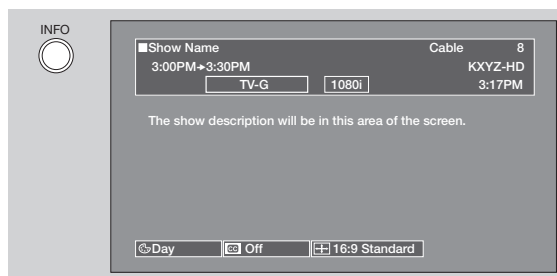 INFO
■Show Name Cable 8
3:00PM→3:30PM KXYZ-HD
TV-G 1080i 3:17PM
The show description will be in this area of the screen.
Day CC Off 16:9 Standard